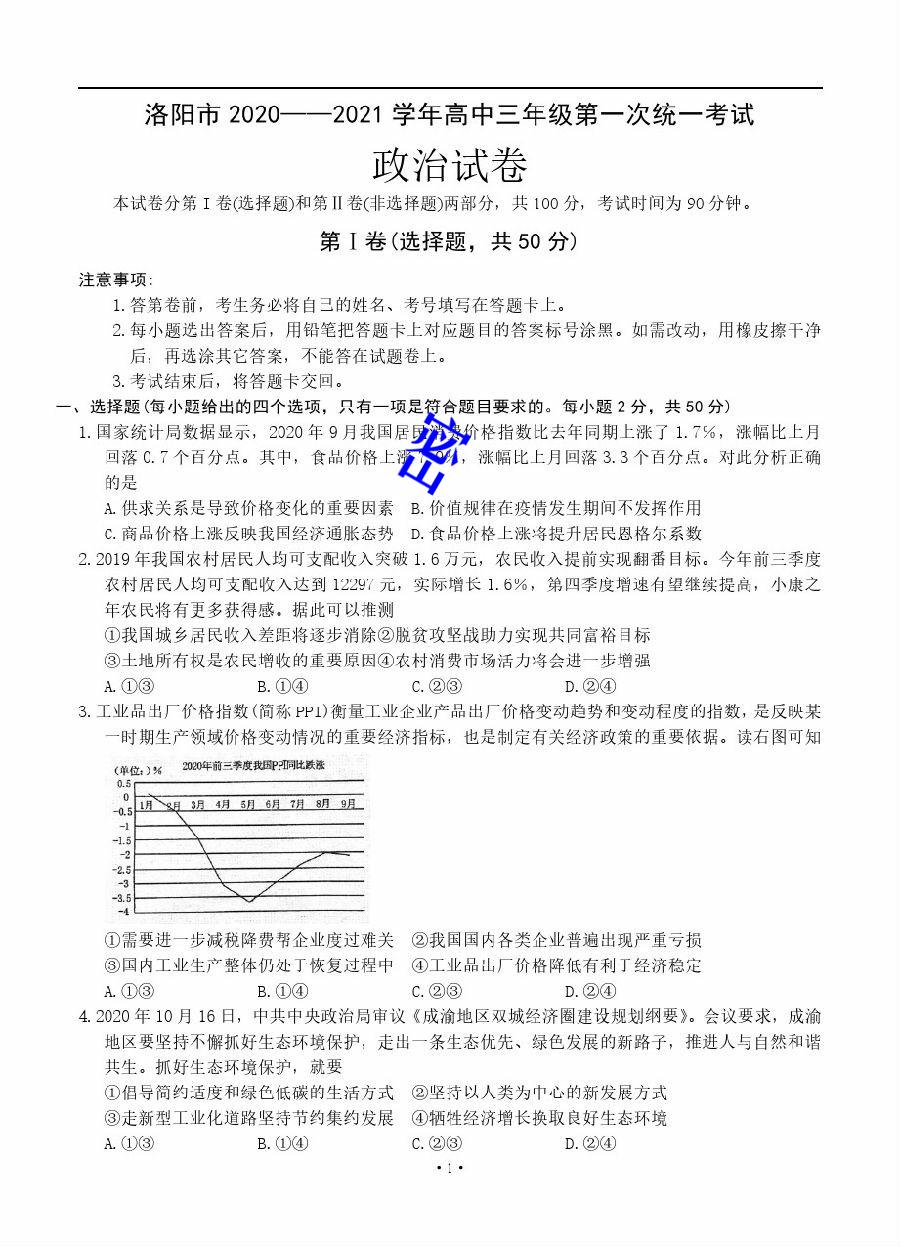 洛阳市 2020——2021 学年高中三年级第一次统一考试
政治试卷
本试卷分第Ⅰ卷(选择题)和第Ⅱ卷(非选择题)两部分，共 100 分，考试时间为 90 分钟。
第Ⅰ卷(选择题，共 50 分)
注意事项:
1. 答第卷前，考生务必将自己的姓名、考号填写在答题卡上。
2. 每小题选出答案后，用铅笔把答题卡上对应题目的答案标号涂黑。如需改动，用橡皮擦干净
后，再选涂其它答案，不能答在试题卷上。
3. 考试结束后，将答题卡交回。
一、选择题(每小题给出的四个选项，只有一项是符合题目要求的。每小题 2 分，共 50 分)
1. 国家统计局数据显示，2020 年 9 月我国居民消费价格指数比去年同期上涨了 1.7%，涨幅比上月
回落 0.7 个百分点。其中，食品价格上涨 7.9%，涨幅比上月回落 3.3 个百分点。对此分析正确
的是
密
A. 供求关系是导致价格变化的重要因素 B. 价值规律在疫情发生期间不发挥作用
C. 商品价格上涨反映我国经济通胀态势 D. 食品价格上涨将提升居民恩格尔系数
2. 2019 年我国农村居民人均可支配收入突破 1.6 万元，农民收入提前实现翻番目标。今年前三季度
农村居民人均可支配收入达到 12297 元，实际增长 1.6%，第四季度增速有望继续提高，小康之
年农民将有更多获得感。据此可以推测
①我国城乡居民收入差距将逐步消除②脱贫攻坚战助力实现共同富裕目标
③土地所有权是农民增收的重要原因④农村消费市场活力将会进一步增强
A. ①③ B. ①④ C. ②③ D. ②④
3. 工业品出厂价格指数(简称 PPI)衡量工业企业产品出厂价格变动趋势和变动程度的指数，是反映某
一时期生产领域价格变动情况的重要经济指标，也是制定有关经济政策的重要依据。读右图可知
(单位:)% 2020年前三季度我国PPI同比跌涨
0.5
0
1月 2月 3月 4月 5月 6月 7月 8月 9月
-0.5
-1
-1.5
-2
-2.5
-3
-3.5
-4
①需要进一步减税降费帮企业度过难关 ②我国国内各类企业普遍出现严重亏损
③国内工业生产整体仍处于恢复过程中 ④工业品出厂价格降低有利于经济稳定
A. ①③ B. ①④ C. ②③ D. ②④
4. 2020 年 10 月 16 日，中共中央政治局审议《成渝地区双城经济圈建设规划纲要》。会议要求，成渝
地区要坚持不懈抓好生态环境保护，走出一条生态优先、绿色发展的新路子，推进人与自然和谐
共生。抓好生态环境保护，就要
①倡导简约适度和绿色低碳的生活方式 ②坚持以人类为中心的新发展方式
③走新型工业化道路坚持节约集约发展 ④牺牲经济增长换取良好生态环境
A. ①③ B. ①④ C. ②③ D. ②④
·1·